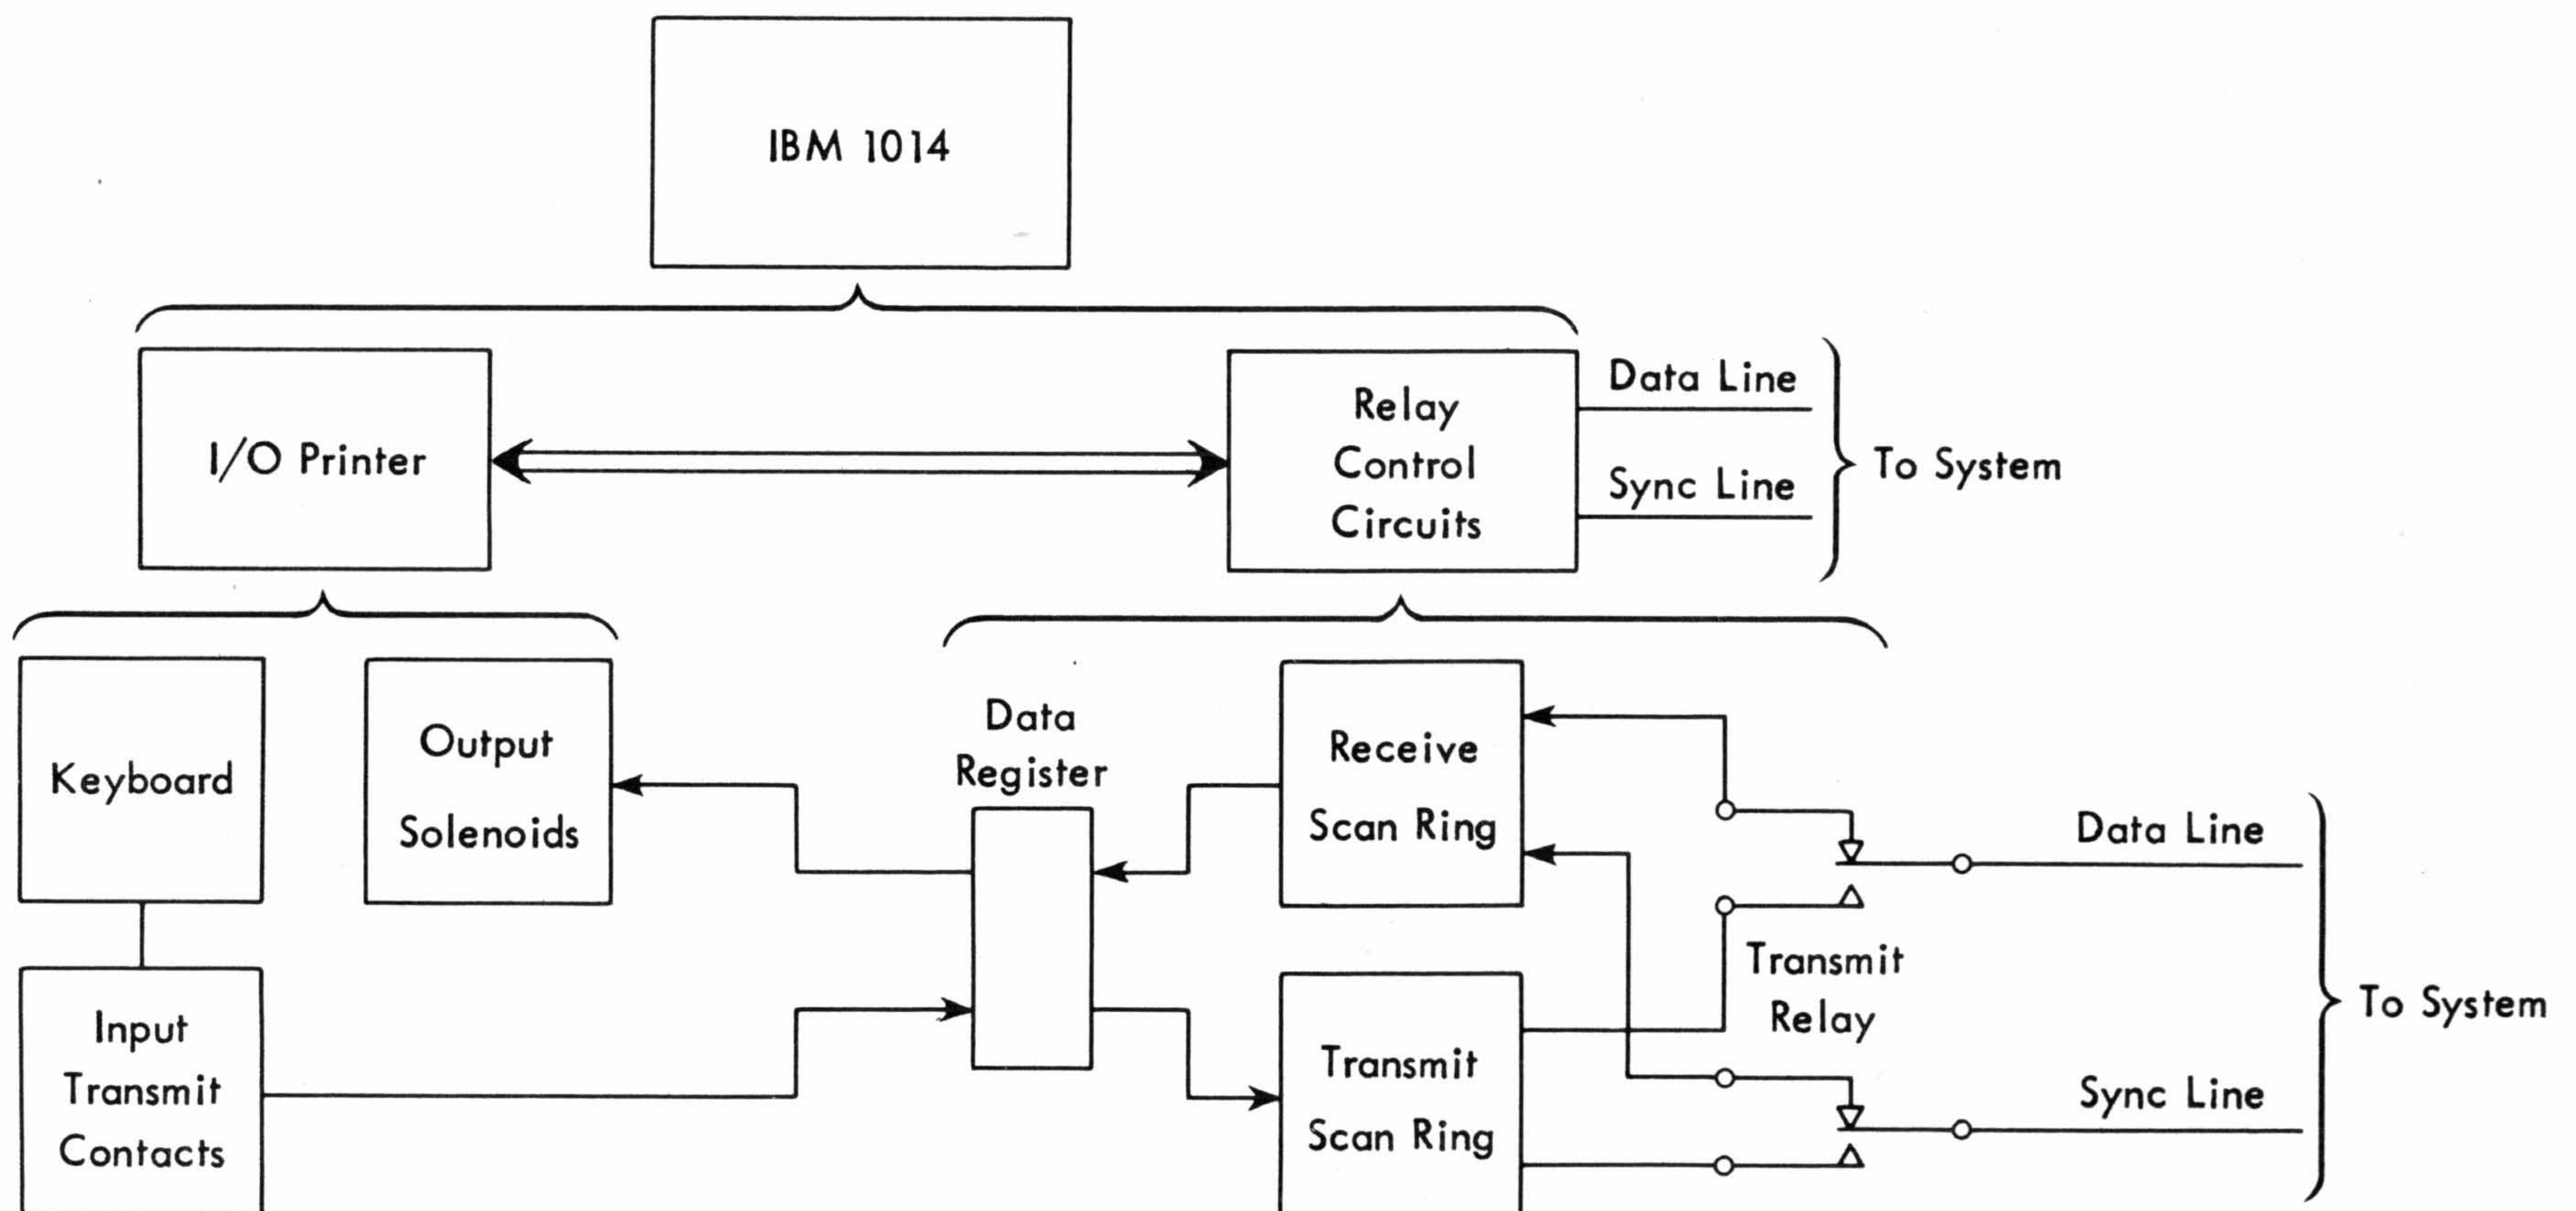 IBM 1014
I/O Printer
Relay
Control
Circuits
Data Line
Sync Line
To System
Keyboard
Output
Solenoids
Data
Register
Receive
Scan Ring
Data Line
Transmit
Relay
To System
Input
Transmit
Contacts
Transmit
Scan Ring
Sync Line